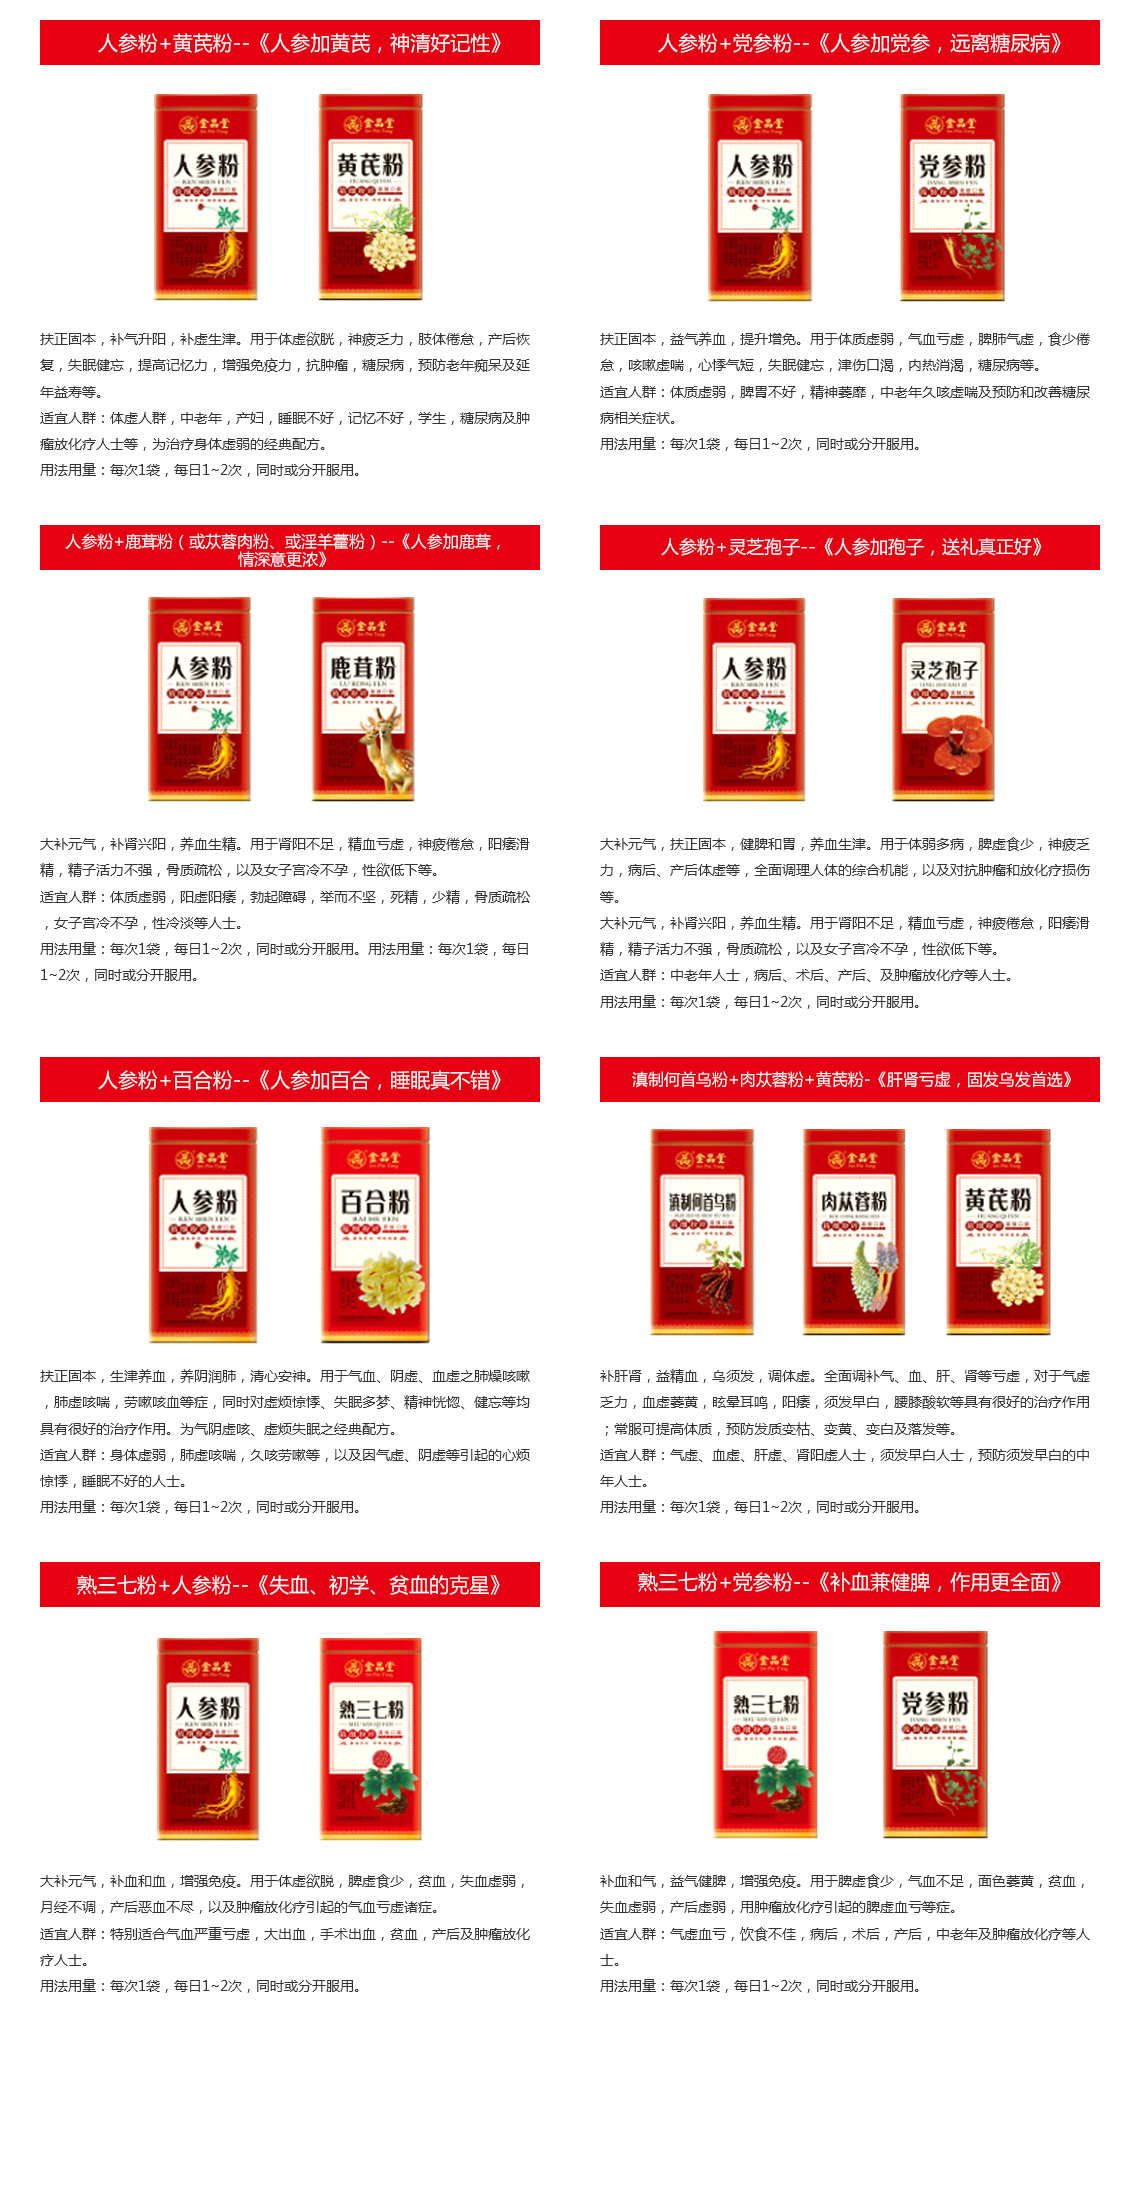 人参粉+黄芪粉--《人参加黄芪，神清好记性》
金品堂
人参粉
REN SHEN FEN
金品堂
黄芪粉
HUANG QI FEN
扶正固本，补气升阳，补虚生津。用于体虚欲脱，神疲乏力，肢体倦怠，产后恢
复，失眠健忘，提高记忆力，增强免疫力，抗肿瘤，糖尿病，预防老年痴呆及延
年益寿等。
适宜人群：体虚人群，中老年，产妇，睡眠不好，记忆不好，学生，糖尿病及肿
瘤放化疗人士等，为治疗身体虚弱的经典配方。
用法用量：每次1袋，每日1~2次，同时或分开服用。
人参粉+党参粉--《人参加党参，远离糖尿病》
金品堂
人参粉
REN SHEN FEN
金品堂
党参粉
DANG SHEN FEN
扶正固本，益气养血，提升增免。用于体质虚弱，气血亏虚，脾肺气虚，食少倦
怠，咳嗽虚喘，心悸气短，失眠健忘，津伤口渴，内热消渴，糖尿病等。
适宜人群：体质虚弱，脾胃不好，精神萎靡，中老年久咳虚喘及预防和改善糖尿
病相关症状。
用法用量：每次1袋，每日1~2次，同时或分开服用。
人参粉+鹿茸粉（或苁蓉肉粉、或淫羊藿粉）--《人参加鹿茸，
情深意更浓》
金品堂
人参粉
REN SHEN FEN
金品堂
鹿茸粉
LU RONG FEN
大补元气，补肾兴阳，养血生精。用于肾阳不足，精血亏虚，神疲倦怠，阳痿滑
精，精子活力不强，骨质疏松，以及女子宫冷不孕，性欲低下等。
适宜人群：体质虚弱，阳虚阳痿，勃起障碍，举而不坚，死精，少精，骨质疏松
，女子宫冷不孕，性冷淡等人士。
用法用量：每次1袋，每日1~2次，同时或分开服用。用法用量：每次1袋，每日
1~2次，同时或分开服用。
人参粉+灵芝孢子--《人参加孢子，送礼真正好》
金品堂
人参粉
REN SHEN FEN
金品堂
灵芝孢子
大补元气，扶正固本，健脾和胃，养血生津。用于体弱多病，脾虚食少，神疲乏
力，病后、产后体虚等，全面调理人体的综合机能，以及对抗肿瘤和放化疗损伤
等。
大补元气，补肾兴阳，养血生精。用于肾阳不足，精血亏虚，神疲倦怠，阳痿滑
精，精子活力不强，骨质疏松，以及女子宫冷不孕，性欲低下等。
适宜人群：中老年人士，病后、术后、产后、及肿瘤放化疗等人士。
用法用量：每次1袋，每日1~2次，同时或分开服用。
人参粉+百合粉--《人参加百合，睡眠真不错》
金品堂
人参粉
REN SHEN FEN
金品堂
百合粉
BAI HE FEN
扶正固本，生津养血，养阴润肺，清心安神。用于气血、阴虚、血虚之肺燥咳嗽
，肺虚咳喘，劳嗽咳血等症，同时对虚烦惊悸、失眠多梦、精神恍惚、健忘等均
具有很好的治疗作用。为气阴虚咳、虚烦失眠之经典配方。
适宜人群：身体虚弱，肺虚咳喘，久咳劳嗽等，以及因气虚、阴虚等引起的心烦
惊悸，睡眠不好的人士。
用法用量：每次1袋，每日1~2次，同时或分开服用。
滇制何首乌粉+肉苁蓉粉+黄芪粉-《肝肾亏虚，固发乌发首选》
金品堂
滇制何首乌粉
金品堂
肉苁蓉粉
金品堂
黄芪粉
HUANG QI FEN
补肝肾，益精血，乌须发，调体虚。全面调补气、血、肝、肾等亏虚，对于气虚
乏力，血虚萎黄，眩晕耳鸣，阳痿，须发早白，腰膝酸软等具有很好的治疗作用
；常服可提高体质，预防发质变枯、变黄、变白及落发等。
适宜人群：气虚、血虚、肝虚、肾阳虚人士，须发早白人士，预防须发早白的中
年人士。
用法用量：每次1袋，每日1~2次，同时或分开服用。
熟三七粉+人参粉--《失血、初学、贫血的克星》
金品堂
人参粉
REN SHEN FEN
金品堂
熟三七粉
大补元气，补血和血，增强免疫。用于体虚欲脱，脾虚食少，贫血，失血虚弱，
月经不调，产后恶血不尽，以及肿瘤放化疗引起的气血亏虚诸症。
适宜人群：特别适合气血严重亏虚，大出血，手术出血，贫血，产后及肿瘤放化
疗人士。
用法用量：每次1袋，每日1~2次，同时或分开服用。
熟三七粉+党参粉--《补血兼健脾，作用更全面》
金品堂
熟三七粉
金品堂
党参粉
DANG SHEN FEN
补血和气，益气健脾，增强免疫。用于脾虚食少，气血不足，面色萎黄，贫血，
失血虚弱，产后虚弱，用肿瘤放化疗引起的脾虚血亏等症。
适宜人群：气虚血亏，饮食不佳，病后，术后，产后，中老年及肿瘤放化疗等人
士。
用法用量：每次1袋，每日1~2次，同时或分开服用。